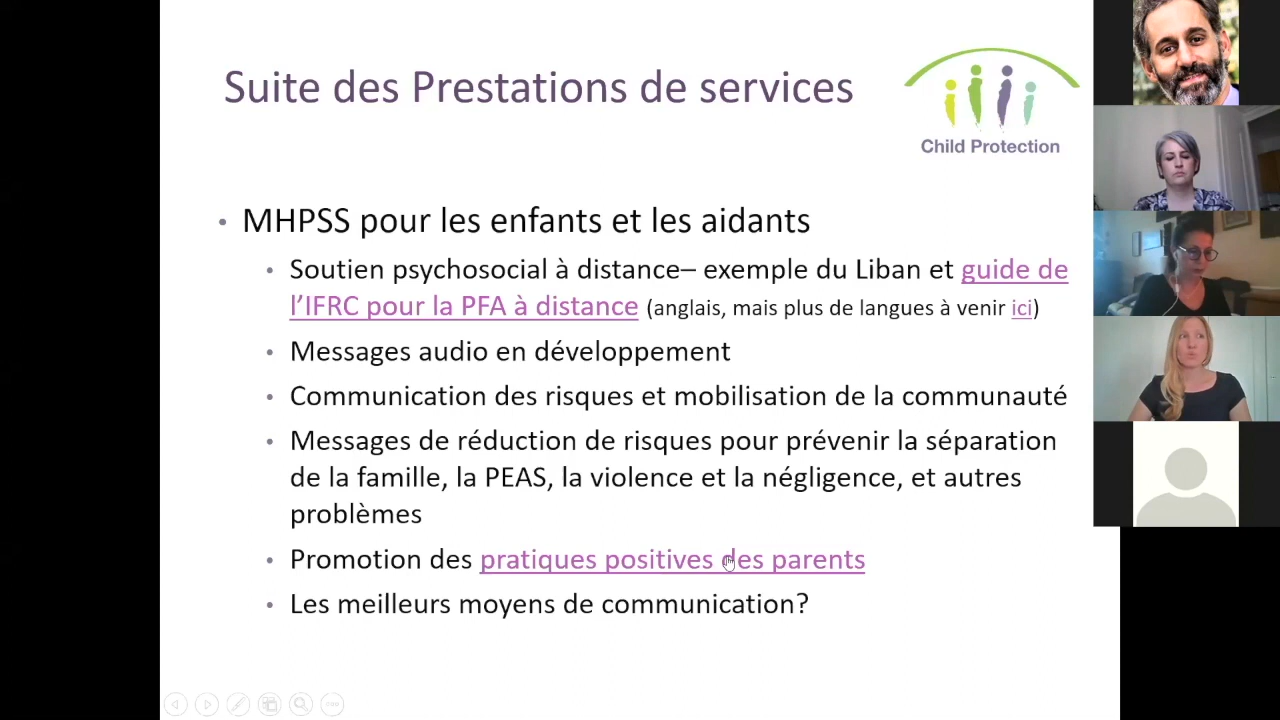 Suite des Prestations de services
Child Protection
• MHPSS pour les enfants et les aidants
• Soutien psychosocial à distance– exemple du Liban et guide de
l’IFRC pour la PFA à distance (anglais, mais plus de langues à venir ici)
• Messages audio en développement
• Communication des risques et mobilisation de la communauté
• Messages de réduction de risques pour prévenir la séparation
de la famille, la PEAS, la violence et la négligence, et autres
problèmes
• Promotion des pratiques positives des parents
• Les meilleurs moyens de communication?